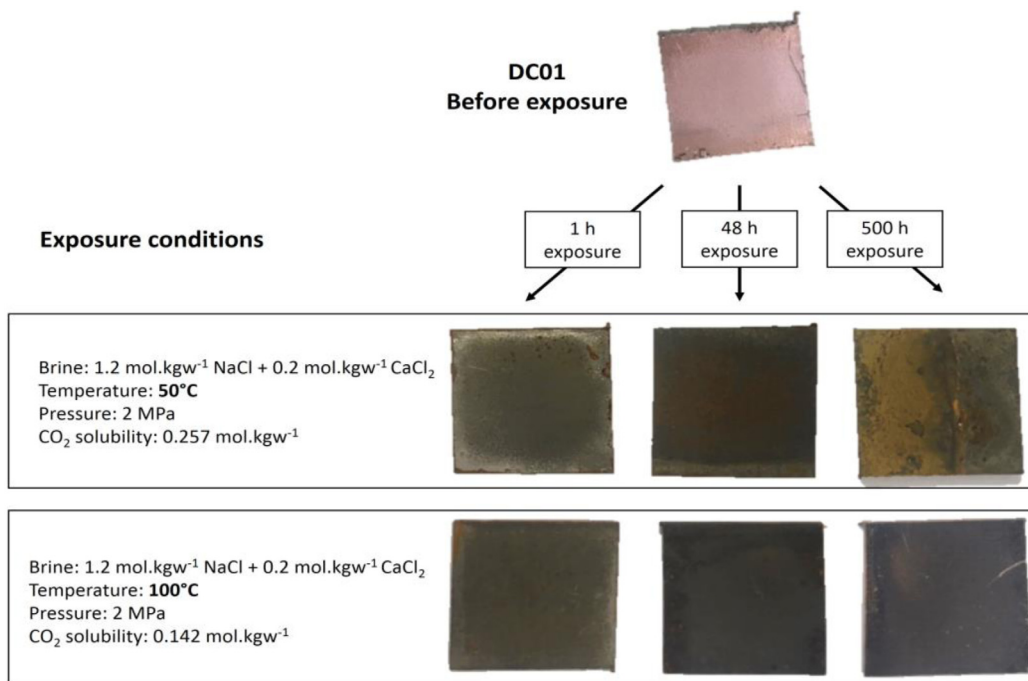 DC01
Before exposure
1 h
exposure
48 h
exposure
500 h
exposure
Exposure conditions
Brine: 1.2 mol.kgw⁻¹ NaCl + 0.2 mol.kgw⁻¹ CaCl₂
Temperature: 50°C
Pressure: 2 MPa
CO₂ solubility: 0.257 mol.kgw⁻¹
Brine: 1.2 mol.kgw⁻¹ NaCl + 0.2 mol.kgw⁻¹ CaCl₂
Temperature: 100°C
Pressure: 2 MPa
CO₂ solubility: 0.142 mol.kgw⁻¹